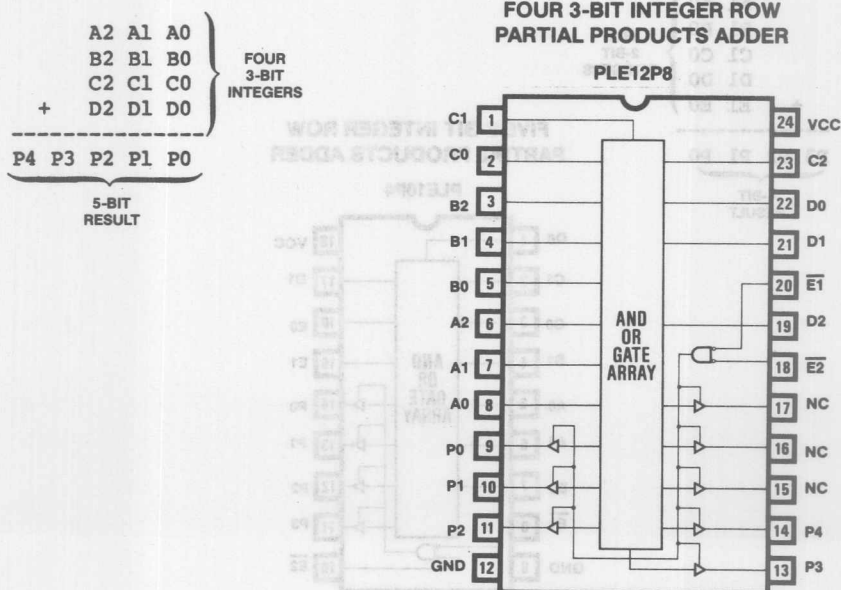 A2 A1 A0
B2 B1 B0
C2 C1 C0
+ D2 D1 D0
FOUR
3-BIT
INTEGERS
P4 P3 P2 P1 P0
5-BIT
RESULT
FOUR 3-BIT INTEGER ROW
PARTIAL PRODUCTS ADDER
PLE12P8
C1 1
C0 2
B2 3
B1 4
B0 5
A2 6
A1 7
A0 8
P0 9
P1 10
P2 11
GND 12
AND
OR
GATE
ARRAY
24 VCC
23 C2
22 D0
21 D1
20 E1
19 D2
18 E2
17 NC
16 NC
15 NC
14 P4
13 P3